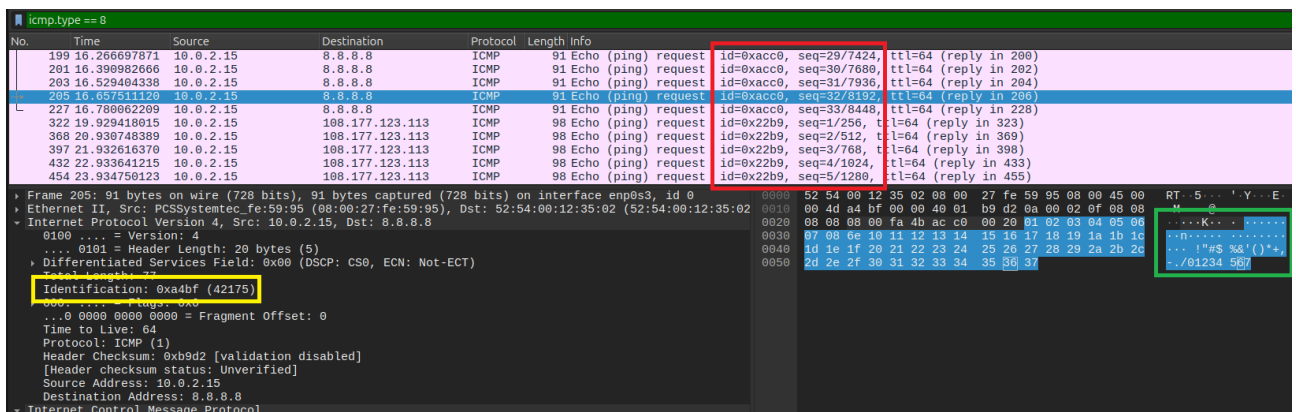 icmp.type == 8
No. Time Source Destination Protocol Length Info
199 16.266697871 10.0.2.15 8.8.8.8 ICMP 91 Echo (ping) request id=0xacc0, seq=29/7424, ttl=64 (reply in 200)
201 16.390982666 10.0.2.15 8.8.8.8 ICMP 91 Echo (ping) request id=0xacc0, seq=30/7680, ttl=64 (reply in 202)
203 16.529404338 10.0.2.15 8.8.8.8 ICMP 91 Echo (ping) request id=0xacc0, seq=31/7936, ttl=64 (reply in 204)
205 16.657511120 10.0.2.15 8.8.8.8 ICMP 91 Echo (ping) request id=0xacc0, seq=32/8192, ttl=64 (reply in 206)
227 16.780062209 10.0.2.15 8.8.8.8 ICMP 91 Echo (ping) request id=0xacc0, seq=33/8448, ttl=64 (reply in 228)
322 19.929418015 10.0.2.15 108.177.123.113 ICMP 98 Echo (ping) request id=0x22b9, seq=1/256, ttl=64 (reply in 323)
368 20.930748389 10.0.2.15 108.177.123.113 ICMP 98 Echo (ping) request id=0x22b9, seq=2/512, ttl=64 (reply in 369)
397 21.932616370 10.0.2.15 108.177.123.113 ICMP 98 Echo (ping) request id=0x22b9, seq=3/768, ttl=64 (reply in 398)
432 22.933641215 10.0.2.15 108.177.123.113 ICMP 98 Echo (ping) request id=0x22b9, seq=4/1024, ttl=64 (reply in 433)
454 23.934750123 10.0.2.15 108.177.123.113 ICMP 98 Echo (ping) request id=0x22b9, seq=5/1280, ttl=64 (reply in 455)
Frame 205: 91 bytes on wire (728 bits), 91 bytes captured (728 bits) on interface enp0s3, id 0
Ethernet II, Src: PCSSystemtec_fe:59:95 (08:00:27:fe:59:95), Dst: 52:54:00:12:35:02 (52:54:00:12:35:02
Internet Protocol Version 4, Src: 10.0.2.15, Dst: 8.8.8.8
0100 .... = Version: 4
.... 0101 = Header Length: 20 bytes (5)
Differentiated Services Field: 0x00 (DSCP: CS0, ECN: Not-ECT)
Total Length: 77
Identification: 0xa4bf (42175)
000. .... = Flags: 0x0
...0 0000 0000 0000 = Fragment Offset: 0
Time to Live: 64
Protocol: ICMP (1)
Header Checksum: 0xb9d2 [validation disabled]
[Header checksum status: Unverified]
Source Address: 10.0.2.15
Destination Address: 8.8.8.8
Internet Control Message Protocol
0000 52 54 00 12 35 02 08 00 27 fe 59 95 08 00 45 00 RT··5··· '·Y···E·
0010 00 4d a4 bf 00 00 40 01 b9 d2 0a 00 02 0f 08 08 ·M····@· ········
0020 08 08 08 00 fa 4b ac c0 00 20 01 02 03 04 05 06 ·····K·· · ······
0030 07 08 6e 10 11 12 13 14 15 16 17 18 19 1a 1b 1c ··n····· ········
0040 1d 1e 1f 20 21 22 23 24 25 26 27 28 29 2a 2b 2c ··· !"#$ %&'()*+,
0050 2d 2e 2f 30 31 32 33 34 35 36 37 -./01234 567